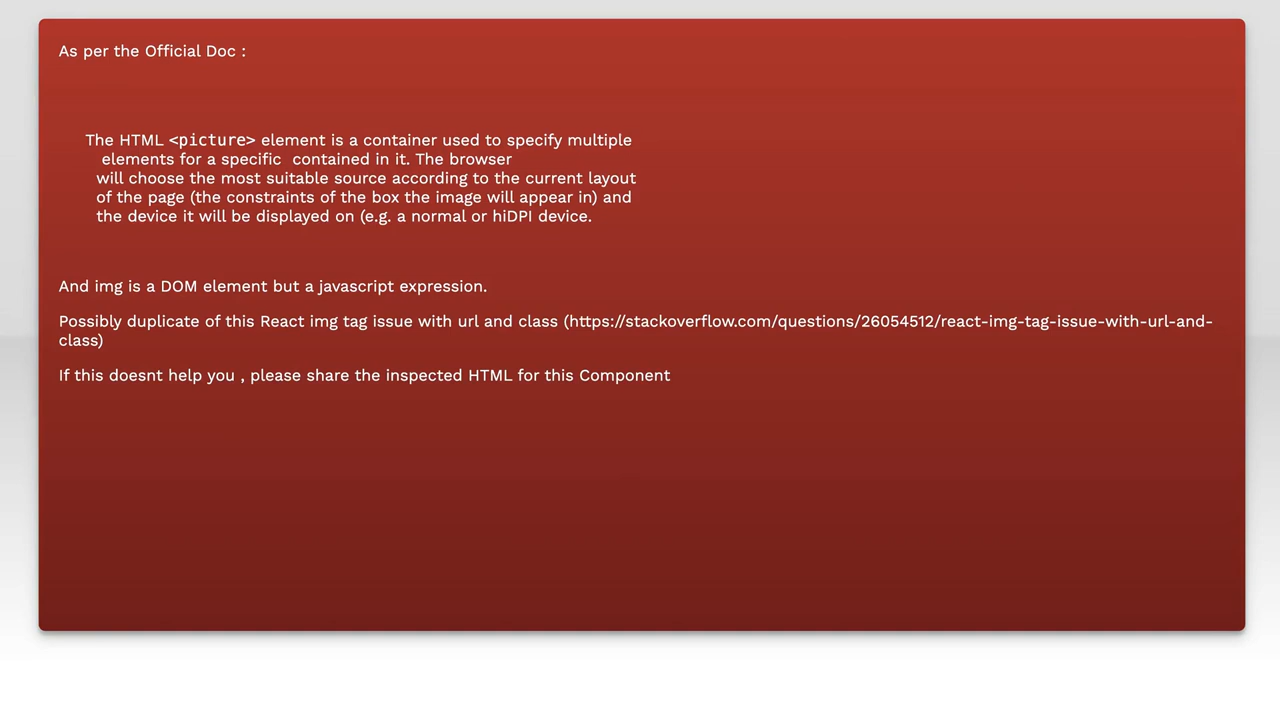 As per the Official Doc :
The HTML <picture> element is a container used to specify multiple
elements for a specific  contained in it. The browser
will choose the most suitable source according to the current layout
of the page (the constraints of the box the image will appear in) and
the device it will be displayed on (e.g. a normal or hiDPI device.
And img is a DOM element but a javascript expression.
Possibly duplicate of this React img tag issue with url and class (https://stackoverflow.com/questions/26054512/react-img-tag-issue-with-url-and-
class)
If this doesnt help you , please share the inspected HTML for this Component